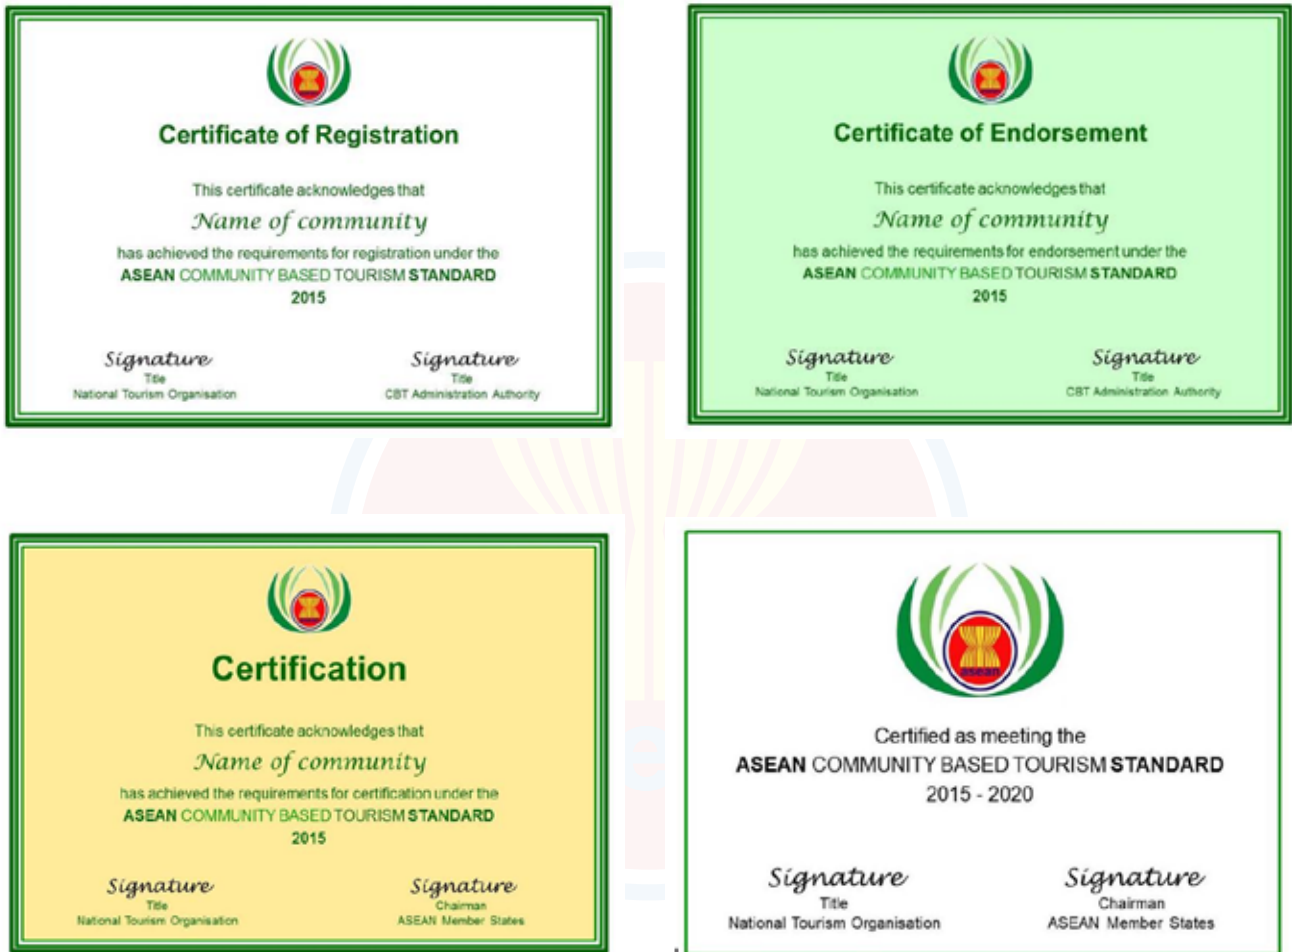 asean
Certificate of Registration
This certificate acknowledges that
Name of community
has achieved the requirements for registration under the
ASEAN COMMUNITY BASED TOURISM STANDARD
2015
Signature
Title
National Tourism Organisation
Signature
Title
CBT Administration Authority
asean
Certificate of Endorsement
This certificate acknowledges that
Name of community
has achieved the requirements for endorsement under the
ASEAN COMMUNITY BASED TOURISM STANDARD
2015
Signature
Title
National Tourism Organisation
Signature
Title
CBT Administration Authority
asean
Certification
This certificate acknowledges that
Name of community
has achieved the requirements for certification under the
ASEAN COMMUNITY BASED TOURISM STANDARD
2015
Signature
Title
National Tourism Organisation
Signature
Chairman
ASEAN Member States
asean
Certified as meeting the
ASEAN COMMUNITY BASED TOURISM STANDARD
2015 - 2020
Signature
Title
National Tourism Organisation
Signature
Chairman
ASEAN Member States